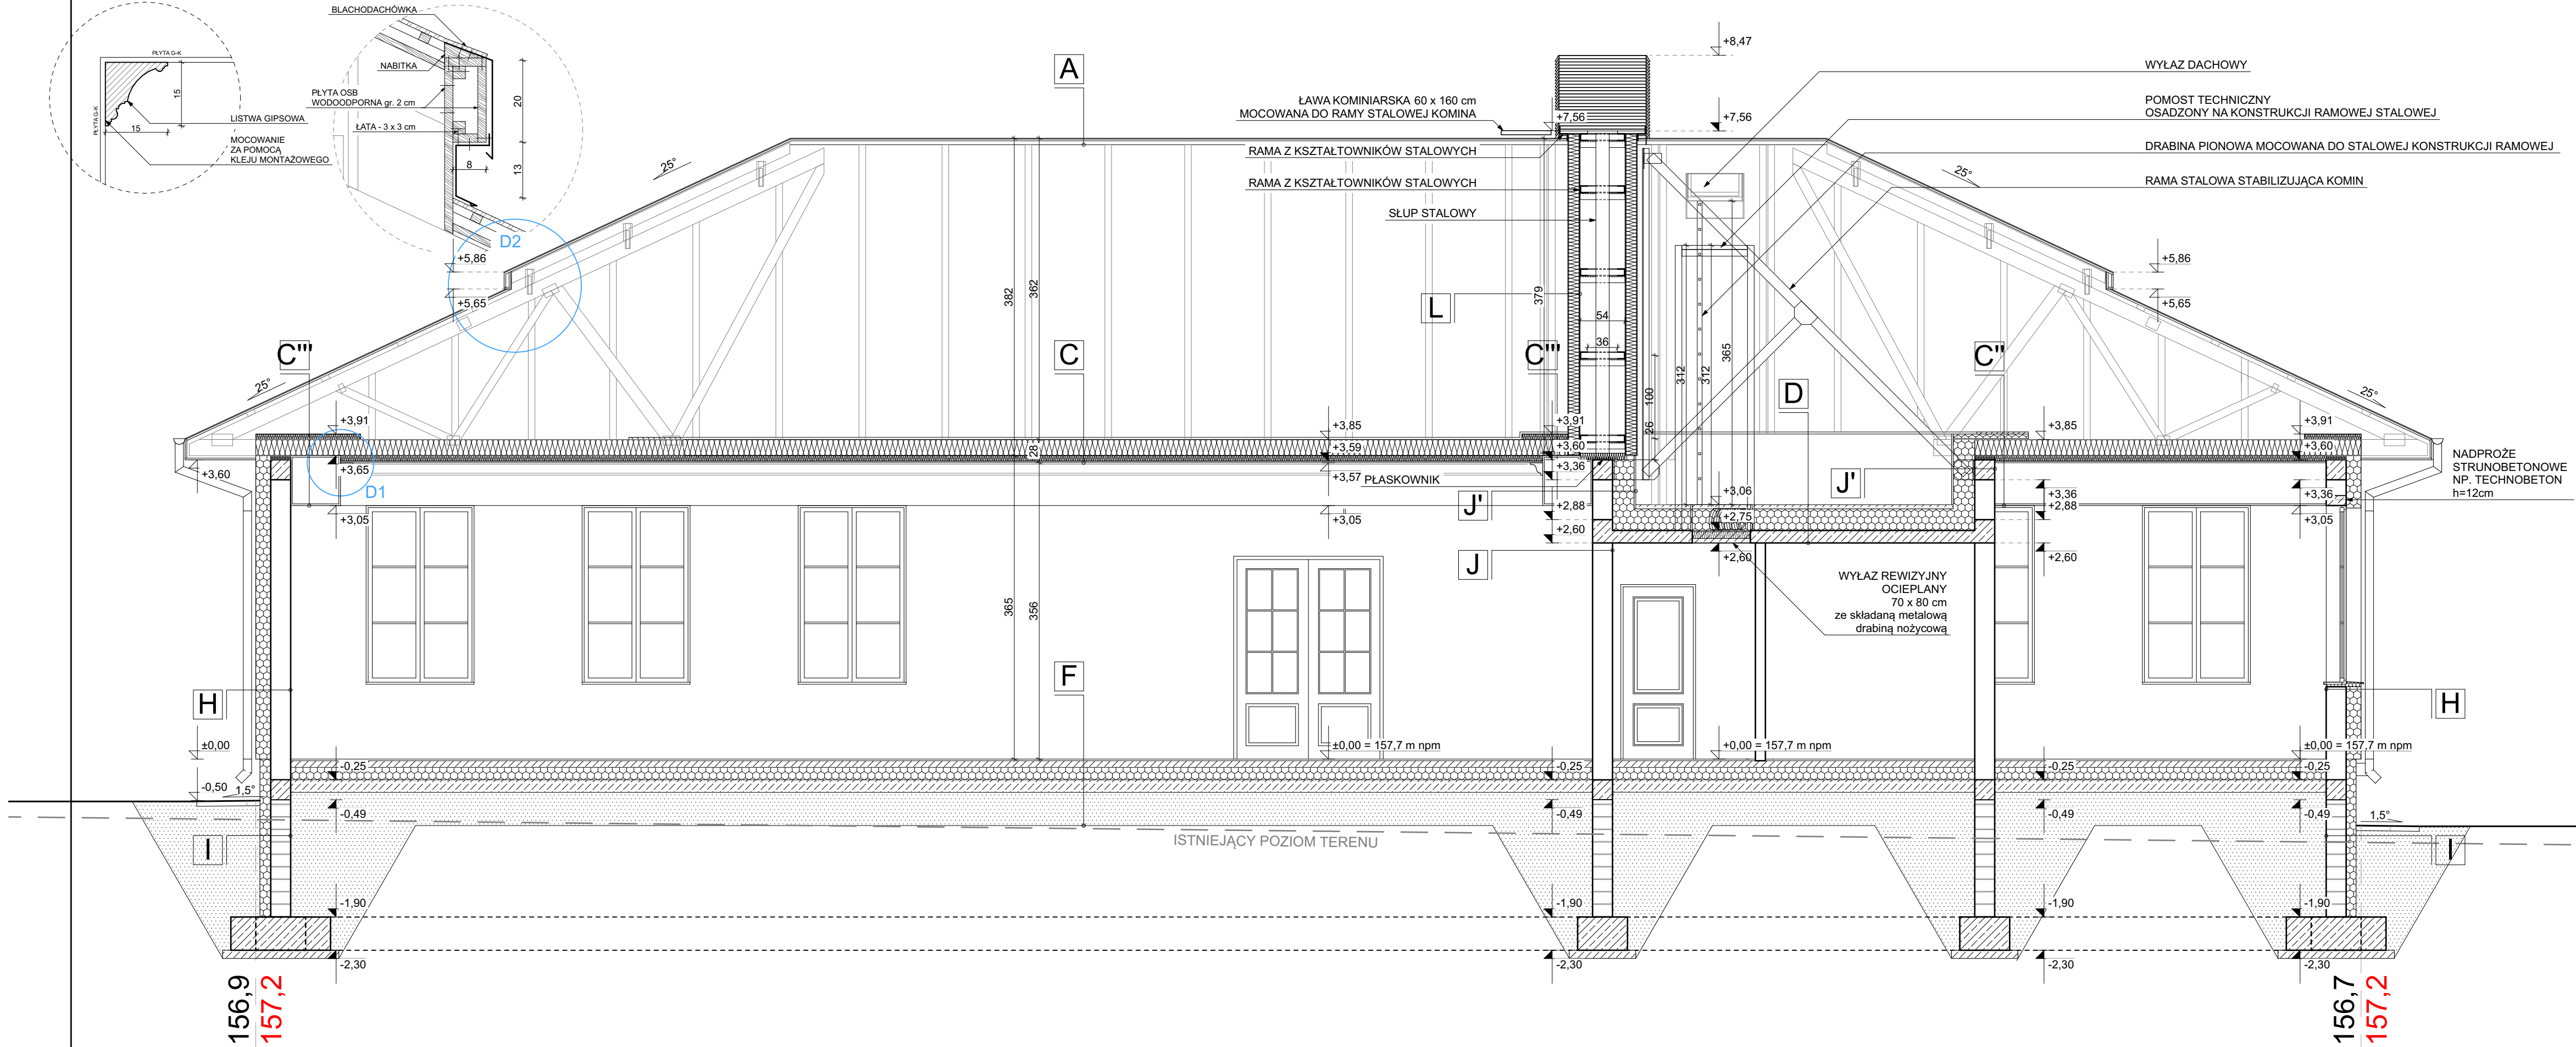 PŁYTA G-K
PŁYTA G-K
15
15
LISTWA GIPSOWA
MOCOWANIE
ZA POMOCĄ
KLEJU MONTAŻOWEGO
BLACHODACHÓWKA
NABITKA
PŁYTA OSB
WODOODPORNA gr. 2 cm
ŁATA - 3 x 3 cm
20
13
8
D2
+5,86
+5,65
25°
25°
A
ŁAWA KOMINIARSKA 60 x 160 cm
MOCOWANA DO RAMY STALOWEJ KOMINA
RAMA Z KSZTAŁTOWNIKÓW STALOWYCH
RAMA Z KSZTAŁTOWNIKÓW STALOWYCH
SŁUP STALOWY
+7,56
+8,47
+7,56
WYŁAZ DACHOWY
POMOST TECHNICZNY
OSADZONY NA KONSTRUKCJI RAMOWEJ STALOWEJ
DRABINA PIONOWA MOCOWANA DO STALOWEJ KONSTRUKCJI RAMOWEJ
RAMA STALOWA STABILIZUJĄCA KOMIN
25°
+5,86
+5,65
25°
382
362
379
L
54
36
312
312
365
100
26
C'''
C
C'''
D
C''
+3,91
+3,65
+3,60
+3,05
D1
28
+3,85
+3,59
+3,57
+3,05
PŁASKOWNIK
+3,91
+3,60
+3,36
+2,88
+2,60
J'
J
J'
+3,06
+2,75
+2,60
+3,85
+3,36
+2,88
+2,60
+3,91
+3,60
+3,36
+3,05
NADPROŻE
STRUNOBETONOWE
NP. TECHNOBETON
h=12cm
WYŁAZ REWIZYJNY
OCIEPLANY
70 x 80 cm
ze składaną metalową
drabiną nożycową
365
356
F
H
H
±0,00
±0,00 = 157,7 m npm
+0,00 = 157,7 m npm
±0,00 = 157,7 m npm
-0,25
-0,25
-0,25
-0,25
-0,50
1,5°
-0,49
-0,49
-0,49
-0,49
1,5°
I
I
ISTNIEJĄCY POZIOM TERENU
-1,90
-1,90
-1,90
-1,90
-2,30
-2,30
-2,30
-2,30
156,9
157,2
156,7
157,2